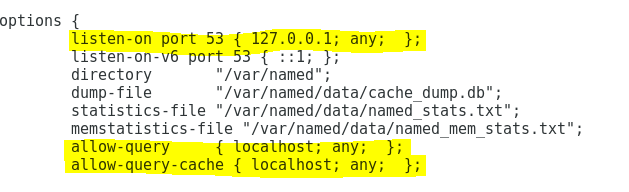 options {
listen-on port 53 { 127.0.0.1; any;  };
listen-on-v6 port 53 { ::1; };
directory       "/var/named";
dump-file       "/var/named/data/cache_dump.db";
statistics-file "/var/named/data/named_stats.txt";
memstatistics-file "/var/named/data/named_mem_stats.txt";
allow-query     { localhost; any;  };
allow-query-cache { localhost; any;  };